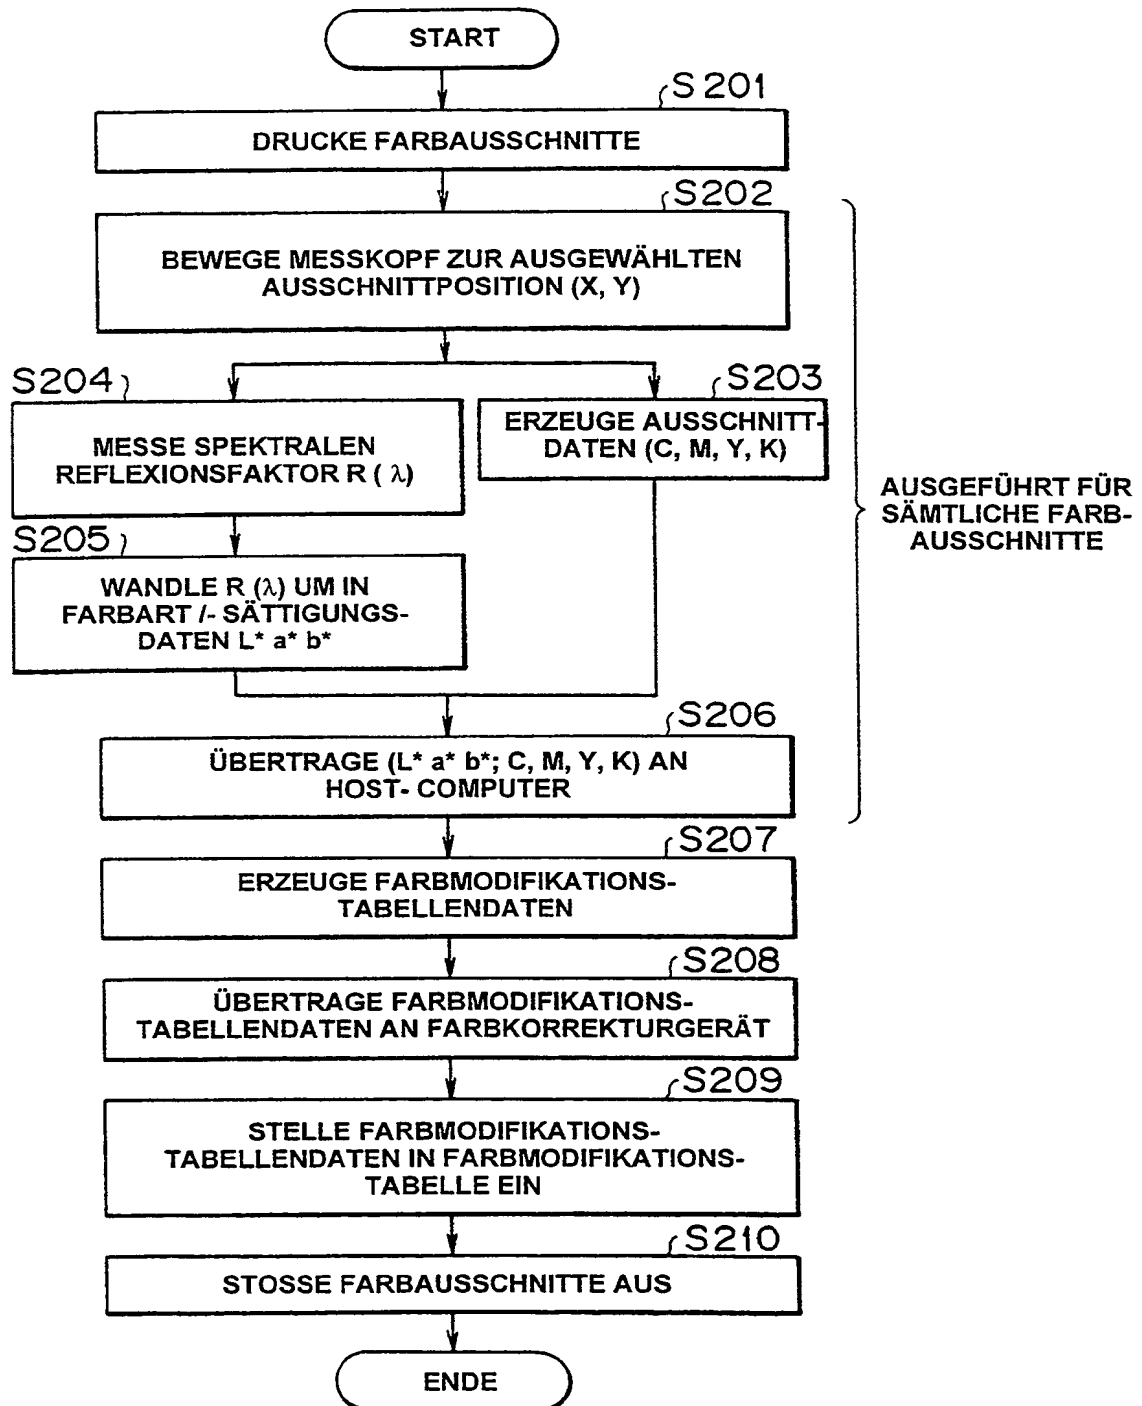 START
S201
DRUCKE FARBAUSSCHNITTE
S202
BEWEGE MESSKOPF ZUR AUSGEWÄHLTEN
AUSSCHNITTPOSITION (X, Y)
S204
MESSE SPEKTRALEN
REFLEXIONSFAKTOR R ( λ)
S203
ERZEUGE AUSSCHNITT-
DATEN (C, M, Y, K)
S205
WANDLE R (λ) UM IN
FARBART /- SÄTTIGUNGS-
DATEN L* a* b*
AUSGEFÜHRT FÜR
SÄMTLICHE FARB-
AUSSCHNITTE
S206
ÜBERTRAGE (L* a* b*; C, M, Y, K) AN
HOST- COMPUTER
S207
ERZEUGE FARBMODIFIKATIONS-
TABELLENDATEN
S208
ÜBERTRAGE FARBMODIFIKATIONS-
TABELLENDATEN AN FARBKORREKTURGERÄT
S209
STELLE FARBMODIFIKATIONS-
TABELLENDATEN IN FARBMODIFIKATIONS-
TABELLE EIN
S210
STOSSE FARBAUSSCHNITTE AUS
ENDE